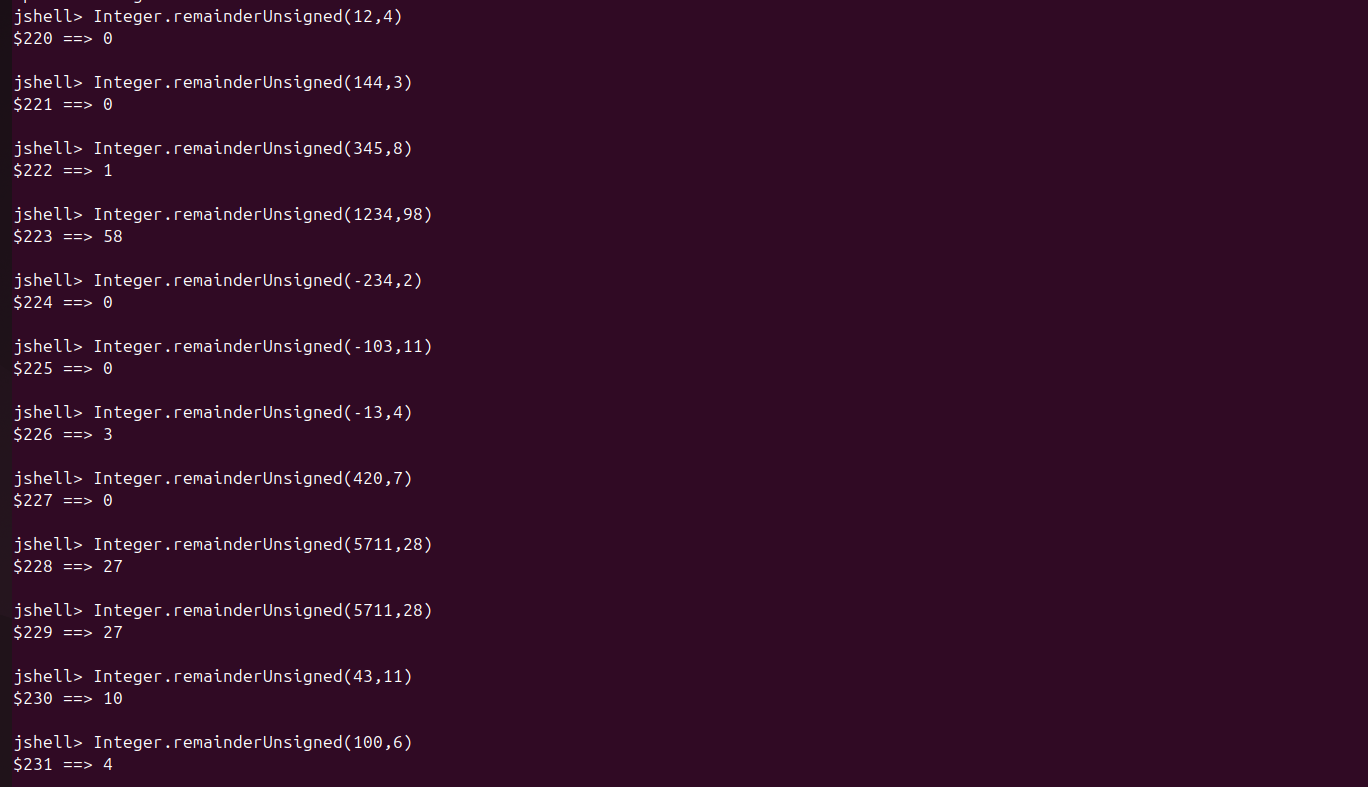 jshell> Integer.remainderUnsigned(12,4)
$220 ==> 0
jshell> Integer.remainderUnsigned(144,3)
$221 ==> 0
jshell> Integer.remainderUnsigned(345,8)
$222 ==> 1
jshell> Integer.remainderUnsigned(1234,98)
$223 ==> 58
jshell> Integer.remainderUnsigned(-234,2)
$224 ==> 0
jshell> Integer.remainderUnsigned(-103,11)
$225 ==> 0
jshell> Integer.remainderUnsigned(-13,4)
$226 ==> 3
jshell> Integer.remainderUnsigned(420,7)
$227 ==> 0
jshell> Integer.remainderUnsigned(5711,28)
$228 ==> 27
jshell> Integer.remainderUnsigned(5711,28)
$229 ==> 27
jshell> Integer.remainderUnsigned(43,11)
$230 ==> 10
jshell> Integer.remainderUnsigned(100,6)
$231 ==> 4